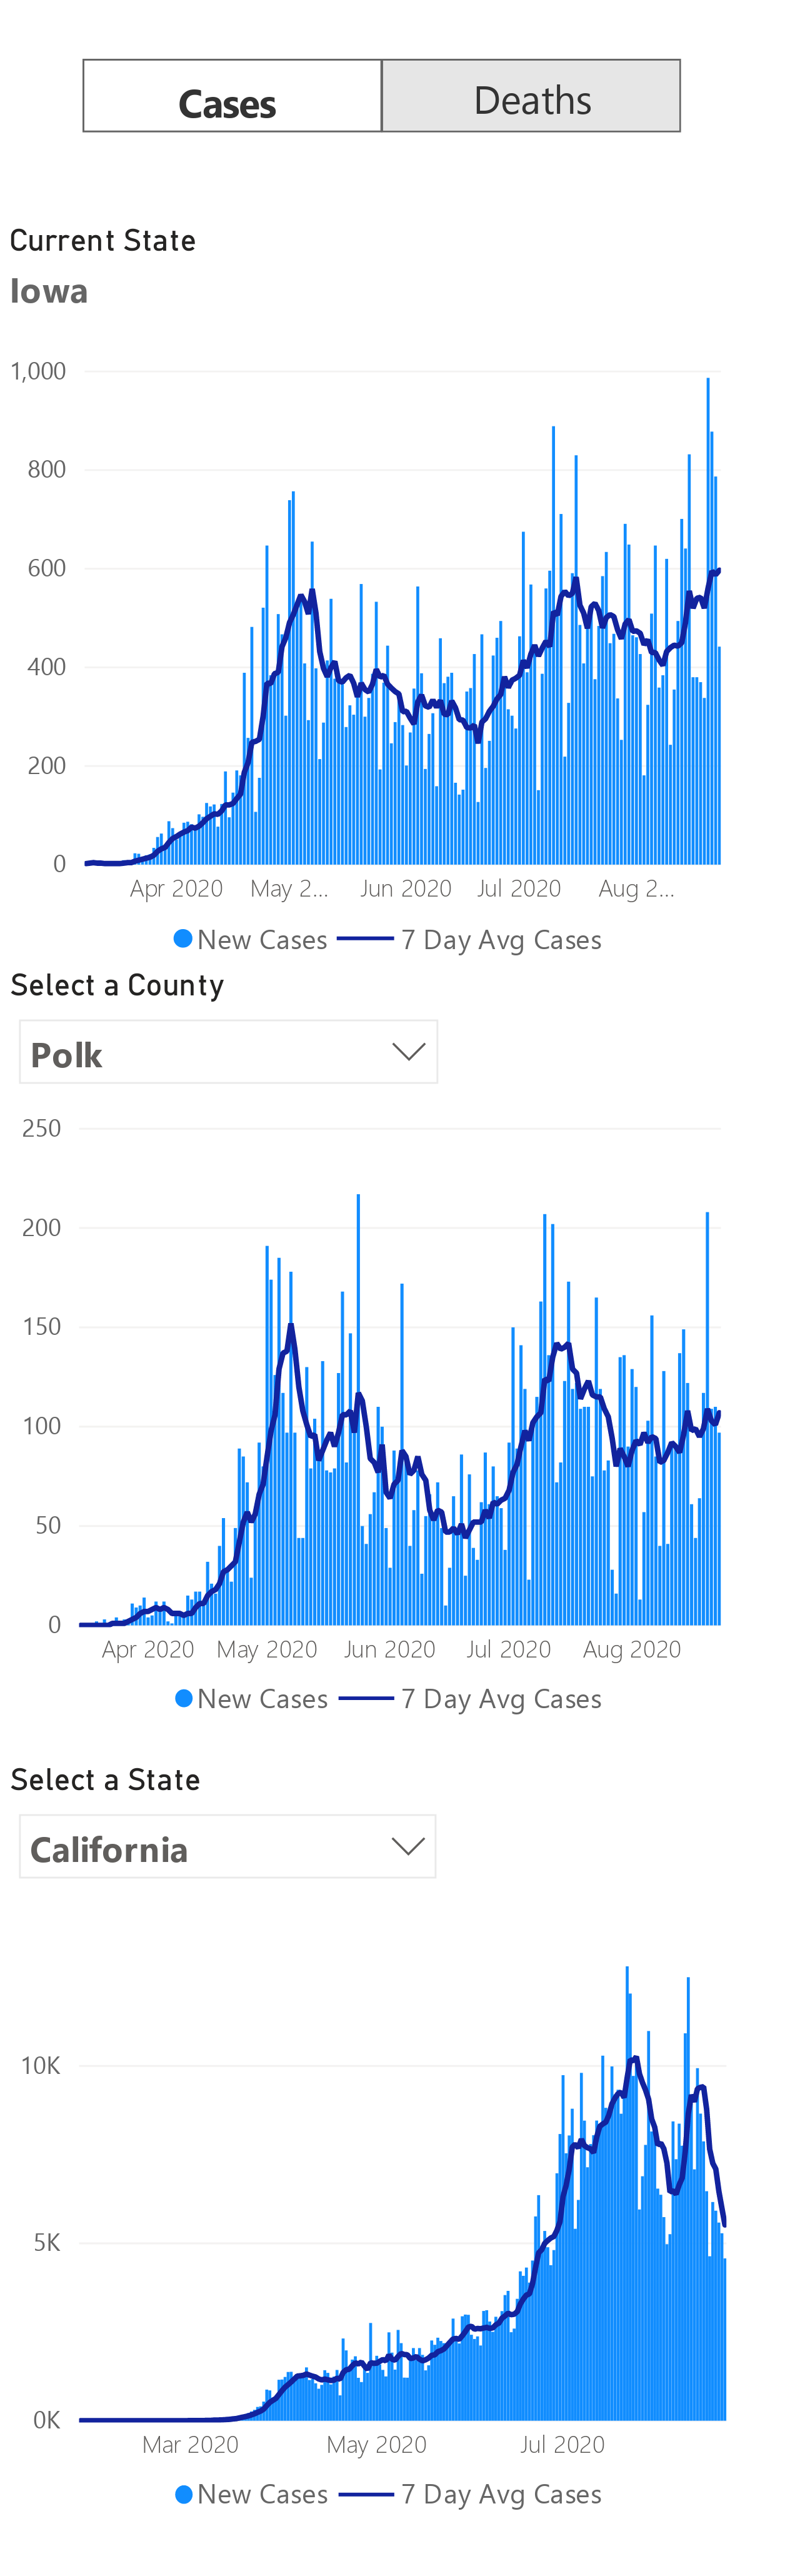 Cases Deaths
Current State
Iowa
1,000
800
600
400
200
0
Apr 2020 May 2... Jun 2020 Jul 2020 Aug 2...
New Cases 7 Day Avg Cases
Select a County
Polk
250
200
150
100
50
0
Apr 2020 May 2020 Jun 2020 Jul 2020 Aug 2020
New Cases 7 Day Avg Cases
Select a State
California
10K
5K
0K
Mar 2020 May 2020 Jul 2020
New Cases 7 Day Avg Cases